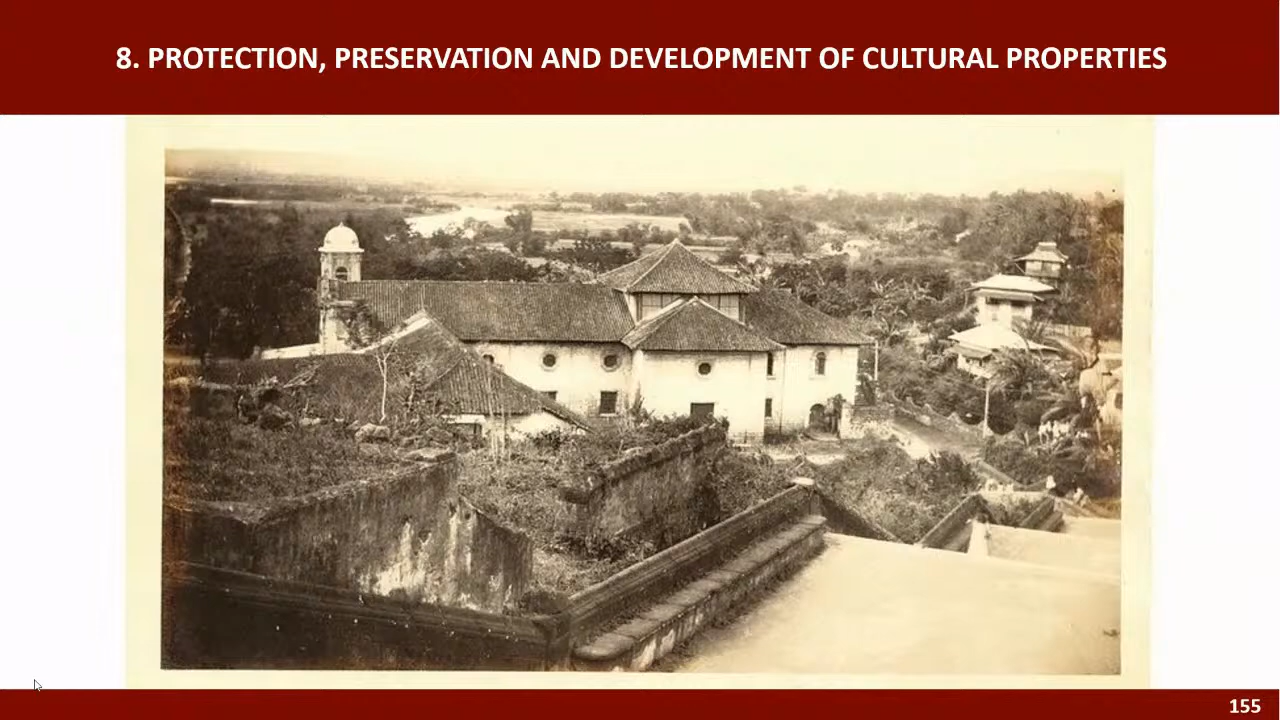 8. PROTECTION, PRESERVATION AND DEVELOPMENT OF CULTURAL PROPERTIES
155